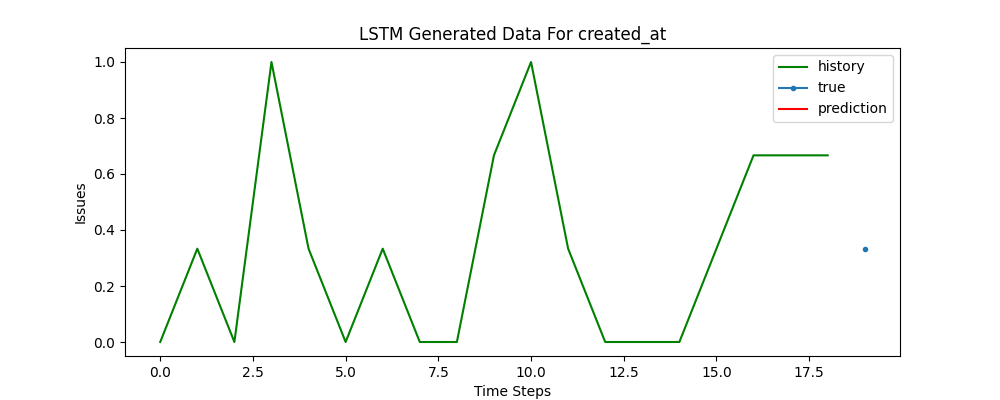 LSTM Generated Data For created_at
history
true
prediction
1.0
0.8
0.6
0.4
0.2
0.0
Issues
0.0 2.5 5.0 7.5 10.0 12.5 15.0 17.5
Time Steps